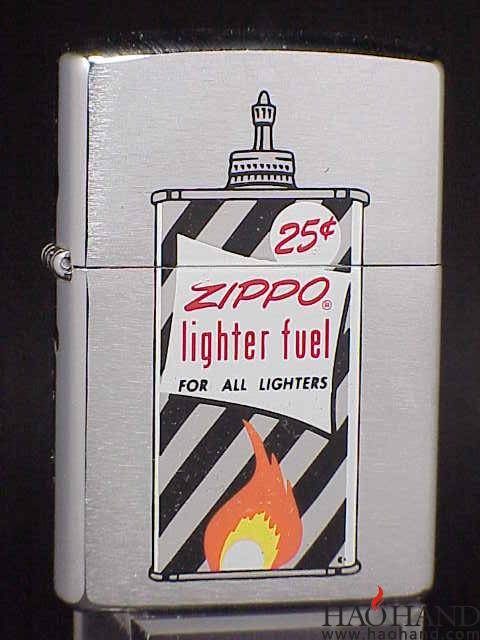 25¢
ZIPPO®
lighter fuel
FOR ALL LIGHTERS
HAOHAND
www.haohand.com